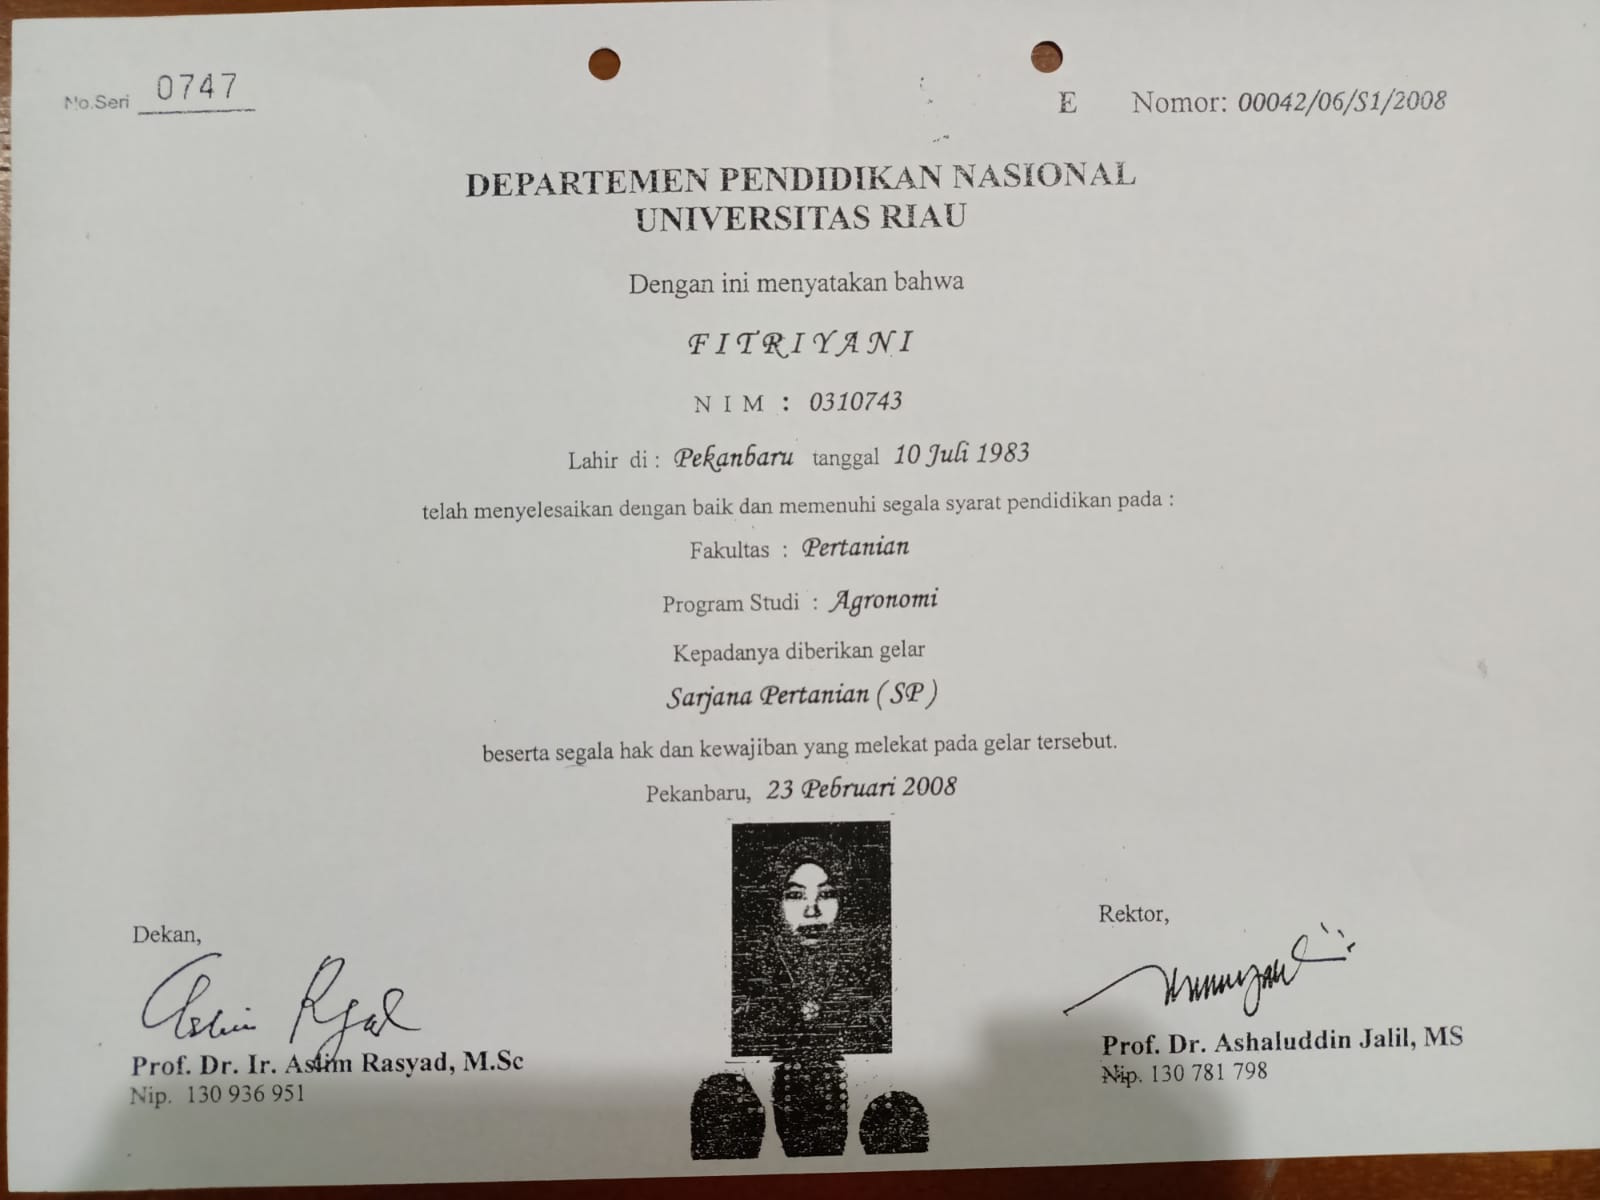 No.Seri 0747
E Nomor: 00042/06/S1/2008
DEPARTEMEN PENDIDIKAN NASIONAL
UNIVERSITAS RIAU
Dengan ini menyatakan bahwa
FITRIYANI
NIM : 0310743
Lahir di : Pekanbaru tanggal 10 Juli 1983
telah menyelesaikan dengan baik dan memenuhi segala syarat pendidikan pada :
Fakultas : Pertanian
Program Studi : Agronomi
Kepadanya diberikan gelar
Sarjana Pertanian (SP)
beserta segala hak dan kewajiban yang melekat pada gelar tersebut.
Pekanbaru, 23 Pebruari 2008
Dekan,
Prof. Dr. Ir. Aslim Rasyad, M.Sc
Nip. 130 936 951
Rektor,
Prof. Dr. Ashaluddin Jalil, MS
Nip. 130 781 798